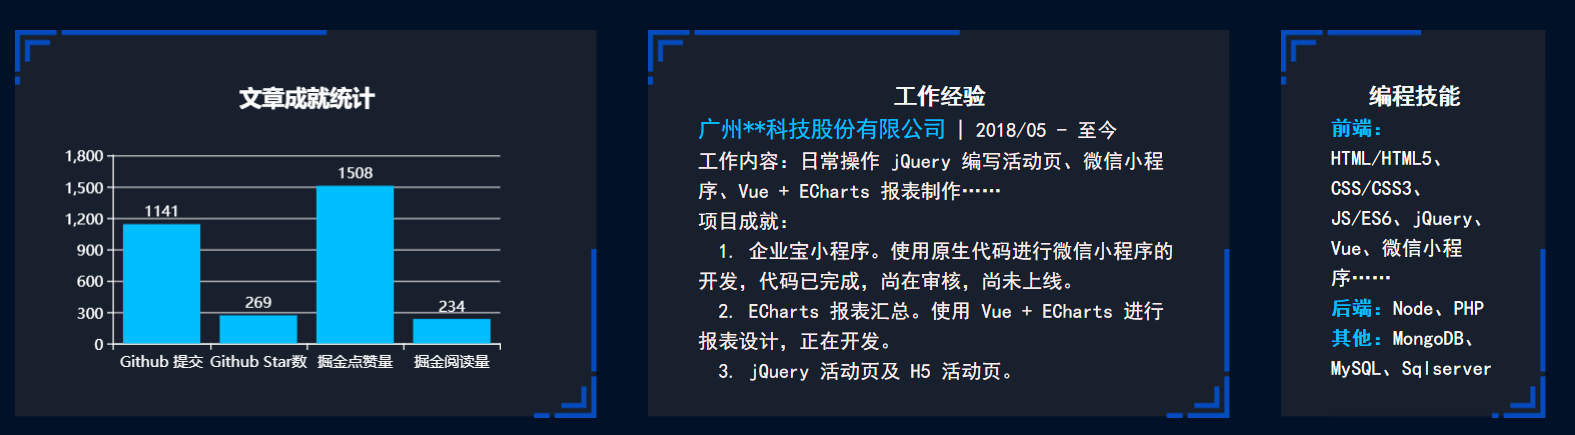 文章成就统计
1,800
1,500
1,200
900
600
300
0
1141
269
1508
234
Github 提交
Github Star数
掘金点赞量
掘金阅读量
工作经验
广州**科技股份有限公司 | 2018/05 - 至今
工作内容：日常操作 jQuery 编写活动页、微信小程
序、Vue + ECharts 报表制作……
项目成就：
1. 企业宝小程序。使用原生代码进行微信小程序的
开发，代码已完成，尚在审核，尚未上线。
2. ECharts 报表汇总。使用 Vue + ECharts 进行
报表设计，正在开发。
3. jQuery 活动页及 H5 活动页。
编程技能
前端：
HTML/HTML5、
CSS/CSS3、
JS/ES6、jQuery、
Vue、微信小程
序……
后端：Node、PHP
其他：MongoDB、
MySQL、Sqlserver